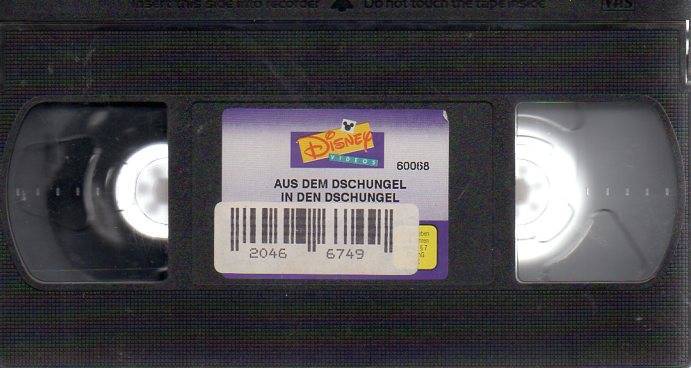 Insert this side into recorder Do not touch the tape inside VHS
DISNEY
VIDEOS
60068
AUS DEM DSCHUNGEL
IN DEN DSCHUNGEL
2046 6749